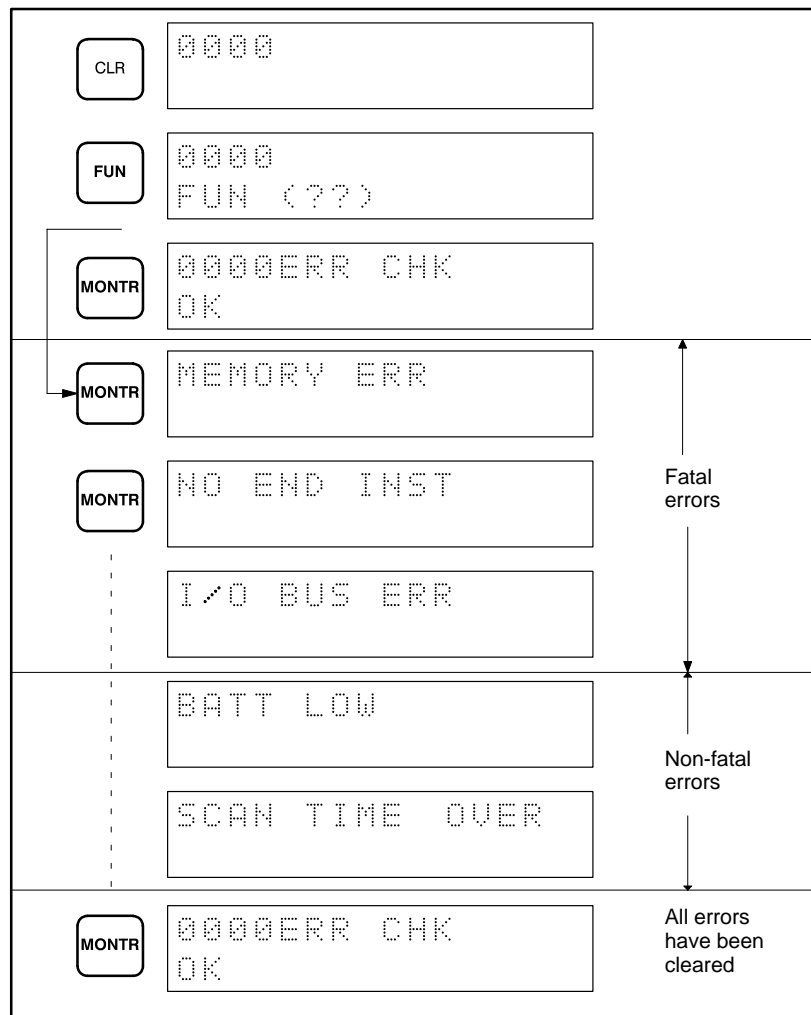 CLR
0000
FUN
0000
FUN (??)
MONTR
0000ERR CHK
OK
MONTR
MEMORY ERR
MONTR
NO END INST
Fatal
errors
I/O BUS ERR
BATT LOW
Non-fatal
errors
SCAN TIME OVER
MONTR
0000ERR CHK
OK
All errors
have been
cleared